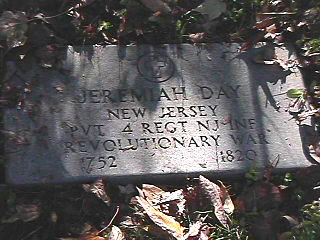 JEREMIAH DAY
NEW JERSEY
PVT 4 REGT NJ INF
REVOLUTIONARY WAR
1752 1820